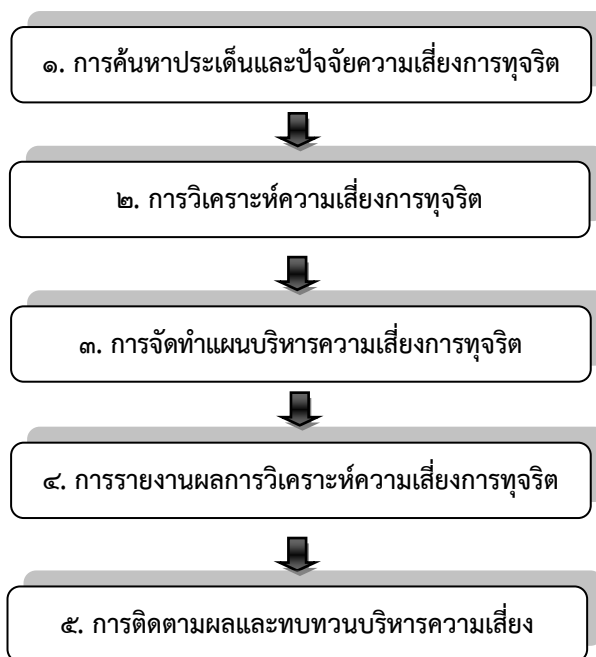 ๑. การค้นหาประเด็นและปัจจัยความเสี่ยงการทุจริต
๒. การวิเคราะห์ความเสี่ยงการทุจริต
๓. การจัดทำแผนบริหารความเสี่ยงการทุจริต
๔. การรายงานผลการวิเคราะห์ความเสี่ยงการทุจริต
๕. การติดตามผลและทบทวนบริหารความเสี่ยง